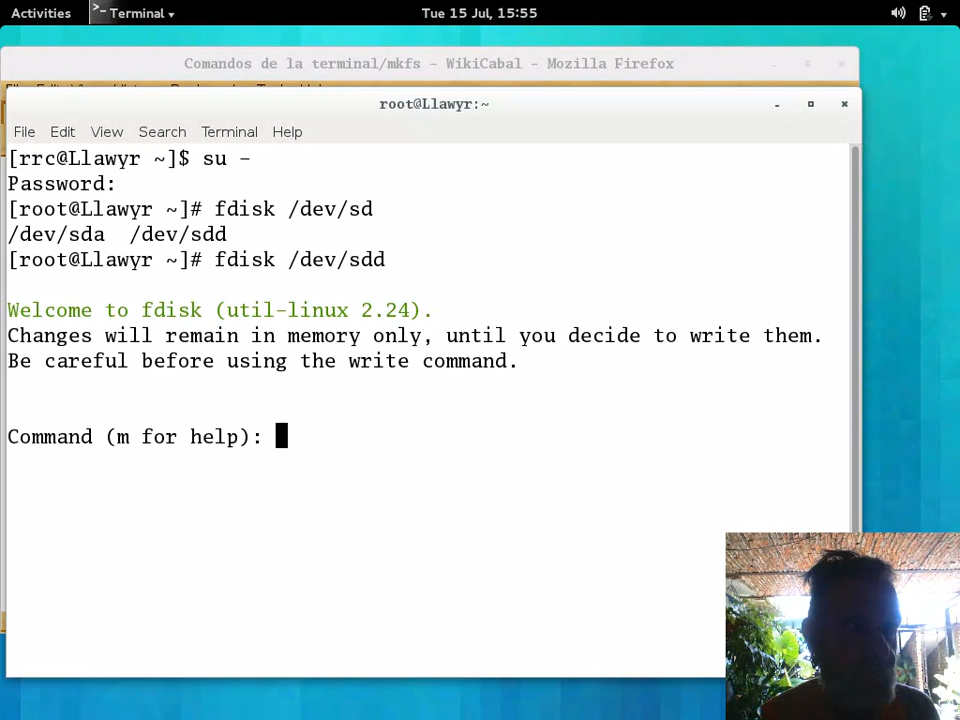 Activities
Terminal
Tue 15 Jul, 15:55
Comandos de la terminal/mkfs - WikiCabal - Mozilla Firefox
root@Llawyr:~
File Edit View Search Terminal Help
[rrc@Llawyr ~]$ su -
Password:
[root@Llawyr ~]# fdisk /dev/sd
/dev/sda /dev/sdd
[root@Llawyr ~]# fdisk /dev/sdd
Welcome to fdisk (util-linux 2.24).
Changes will remain in memory only, until you decide to write them.
Be careful before using the write command.
Command (m for help):